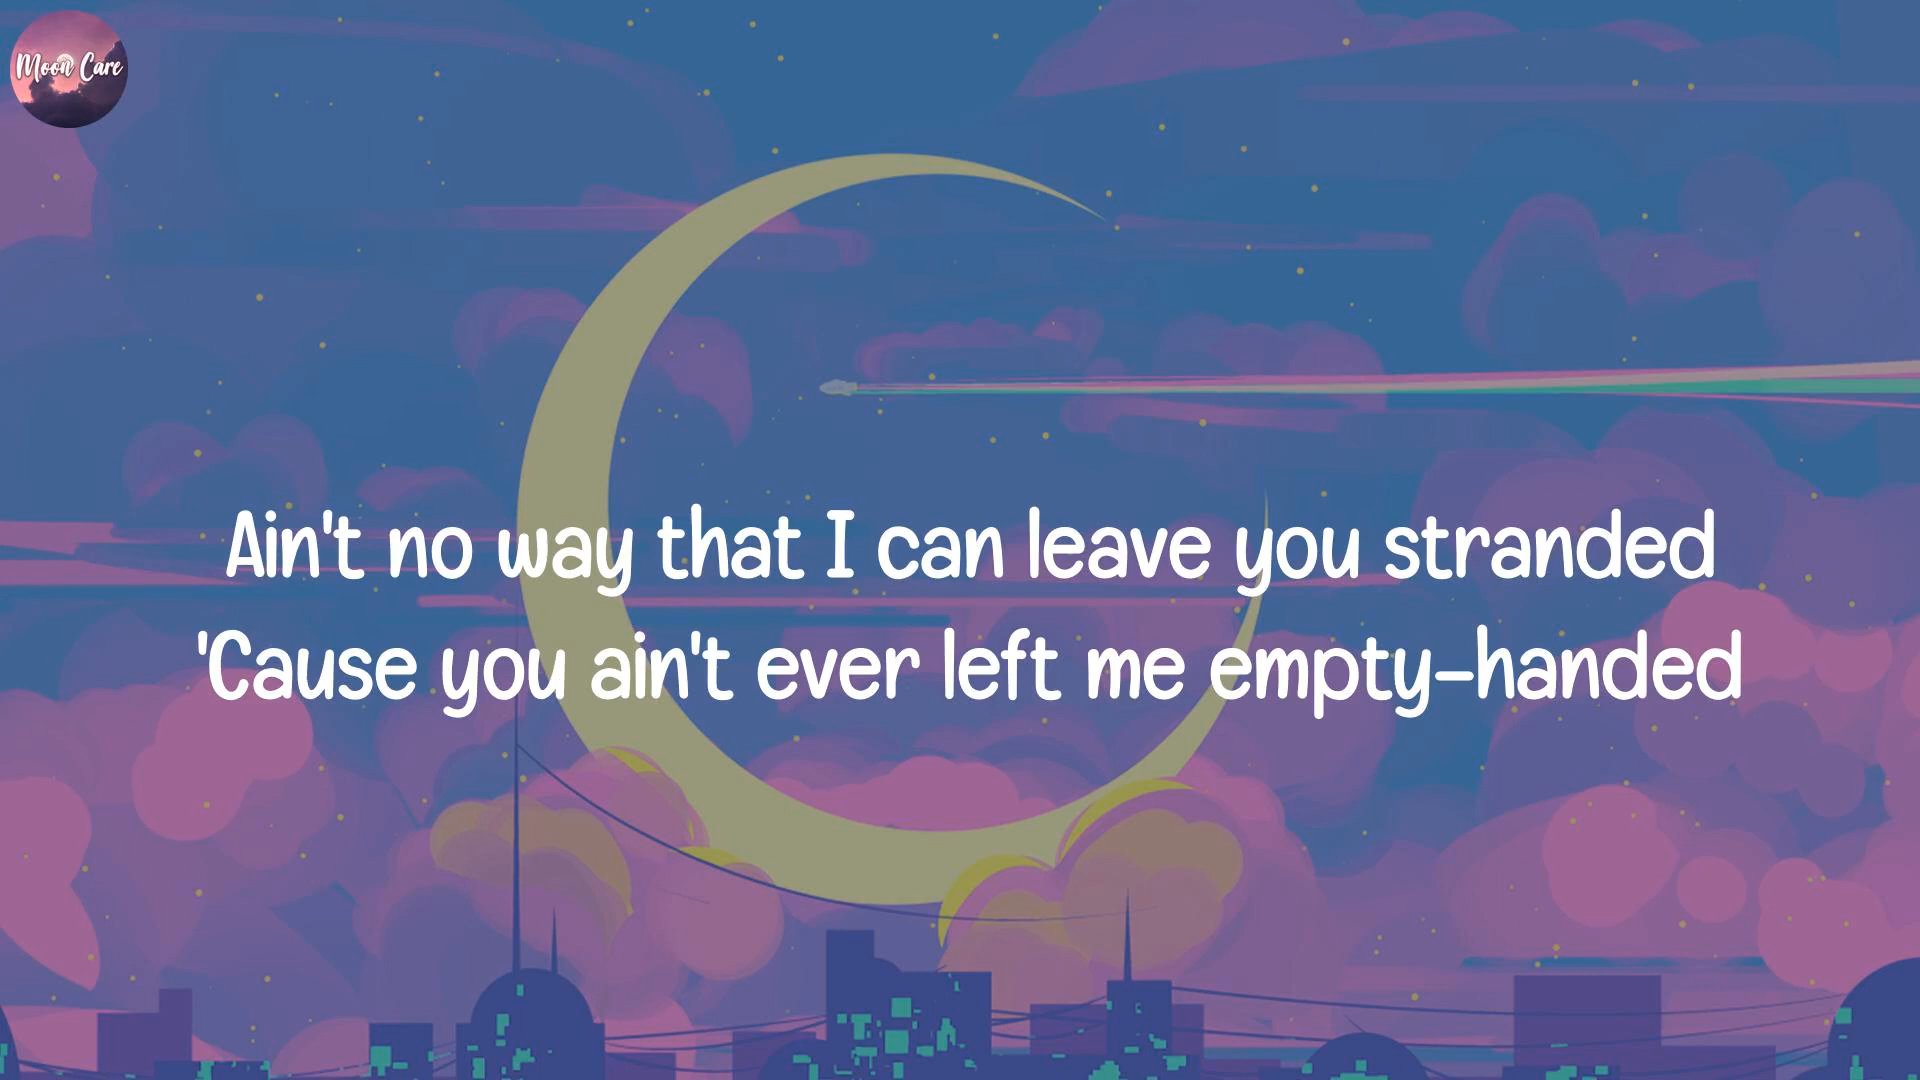 Moon Care
Ain't no way that I can leave you stranded
'Cause you ain't ever left me empty-handed